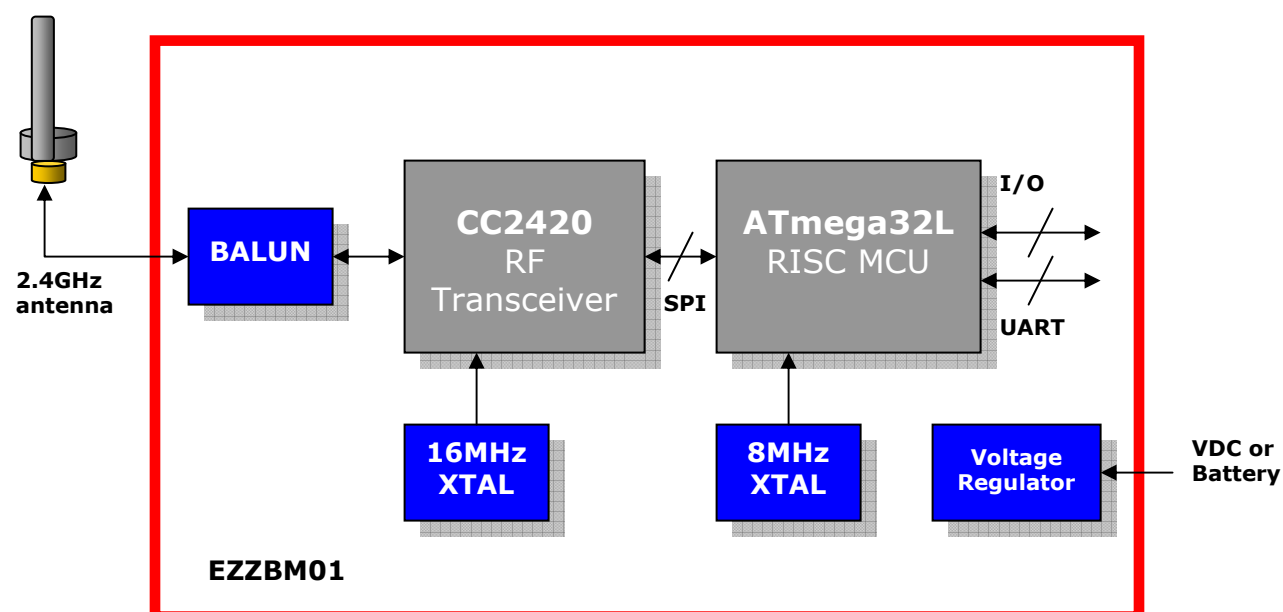 2.4GHz
antenna
BALUN
CC2420
RF
Transceiver
SPI
ATmega32L
RISC MCU
I/O
UART
16MHz
XTAL
8MHz
XTAL
Voltage
Regulator
VDC or
Battery
EZZBM01